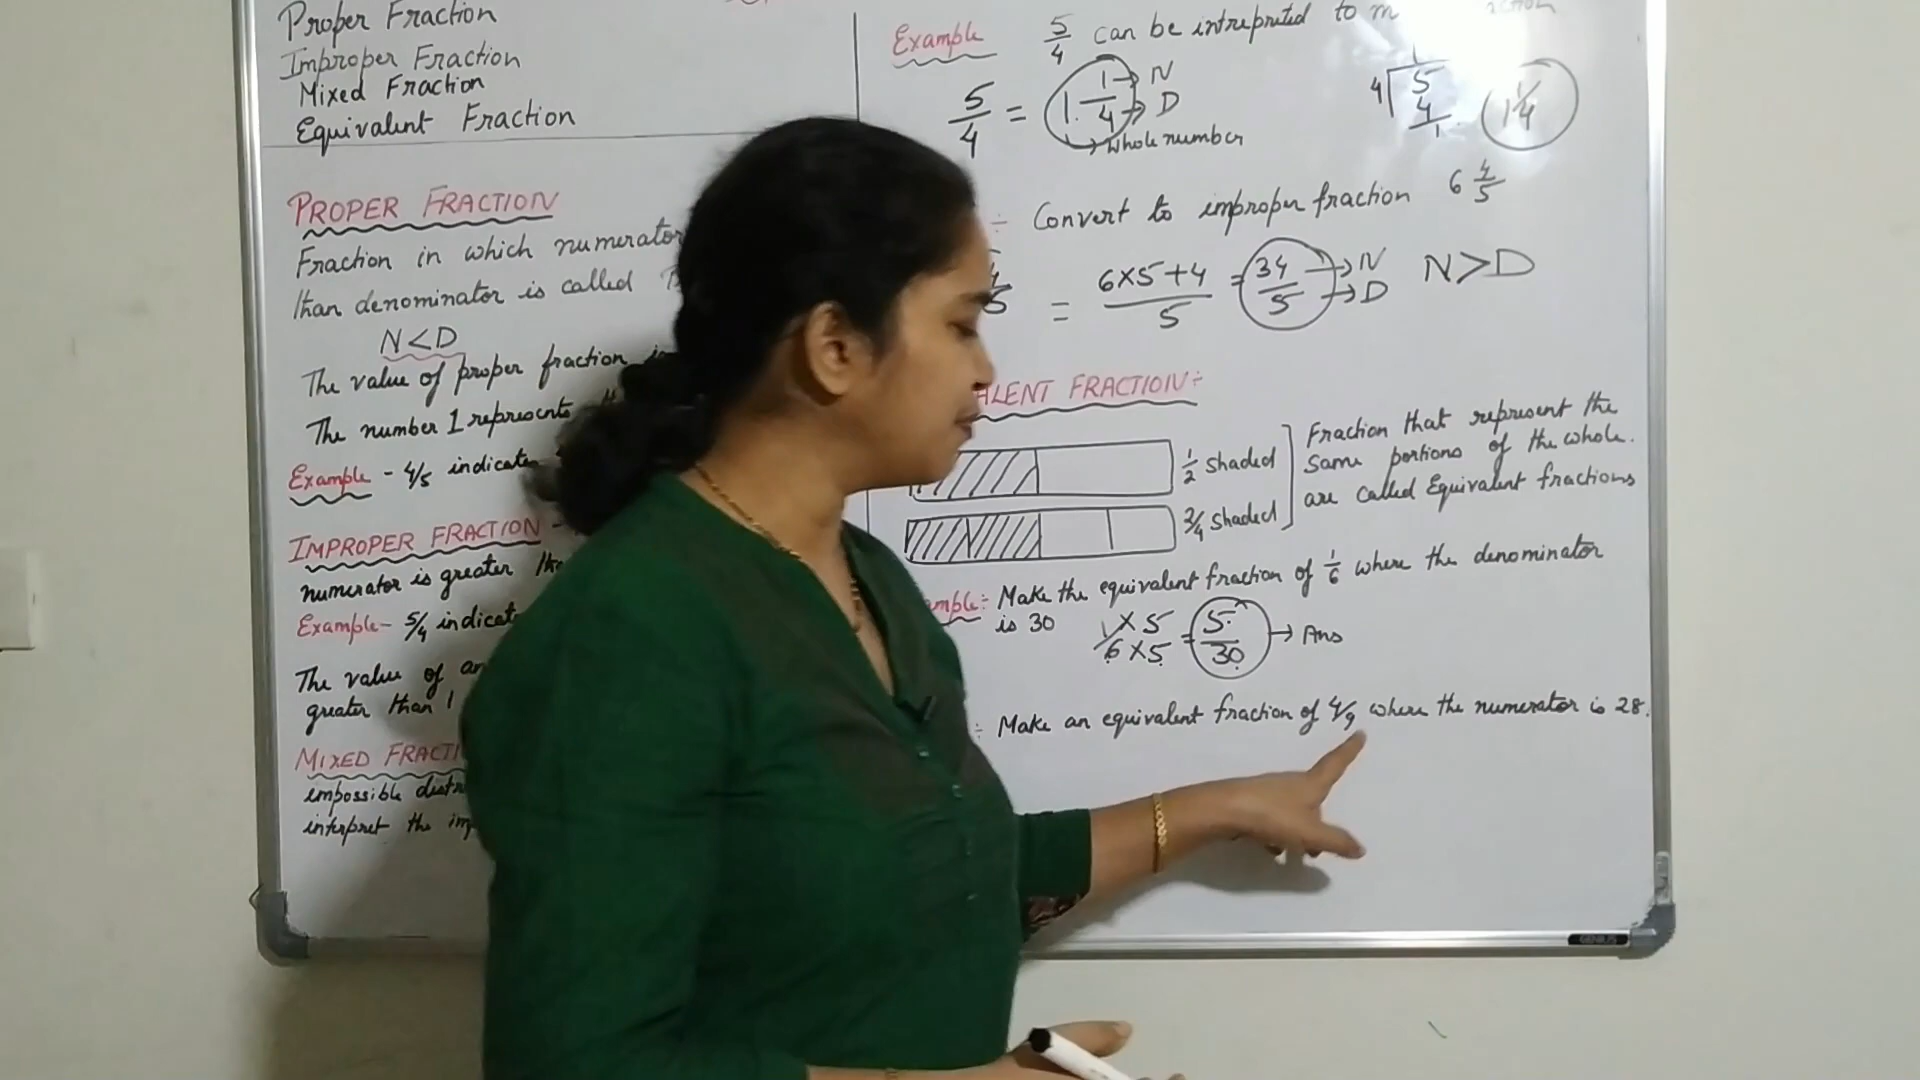 Proper Fraction
Improper Fraction
Mixed Fraction
Equivalent Fraction
PROPER FRACTION
Fraction in which numerator
than denominator is called
N<D
The value of proper fraction
The number 1 represents
Example - 4/5 indicates
IMPROPER FRACTION -
numerator is greater
Example - 5/4 indicat
The value of
greater than 1
MIXED FRACTI
impossible
interpret the
Example 5/4 can be intrepreted to
5/4 = 1 1/4 → N
→ D
→ Whole number
4 5 1
4
1
1 1/4
Convert to improper fraction 6 4/5
4/5 = 6×5+4/5 = 34/5 → N
→ D
N>D
ALENT FRACTION:-
1/2 shaded
2/4 shaded
Fraction that represent the
same portions of the whole.
are called Equivalent fractions
ample:- Make the equivalent fraction of 1/6 where the denominator
is 30 1×5/6×5 = 5/30 → Ans
:- Make an equivalent fraction of 4/9 where the numerator is 28.